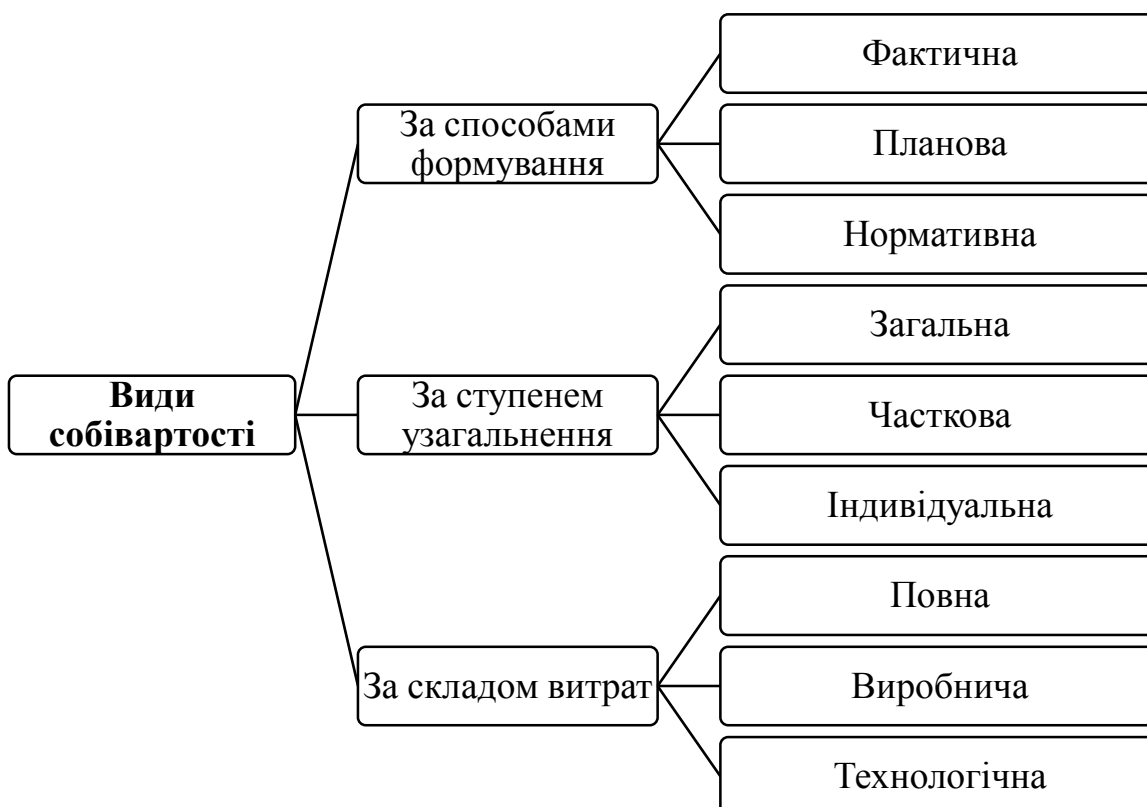 Види
собівартості
За способами
формування
Фактична
Планова
Нормативна
За ступенем
узагальнення
Загальна
Часткова
Індивідуальна
За складом витрат
Повна
Виробнича
Технологічна